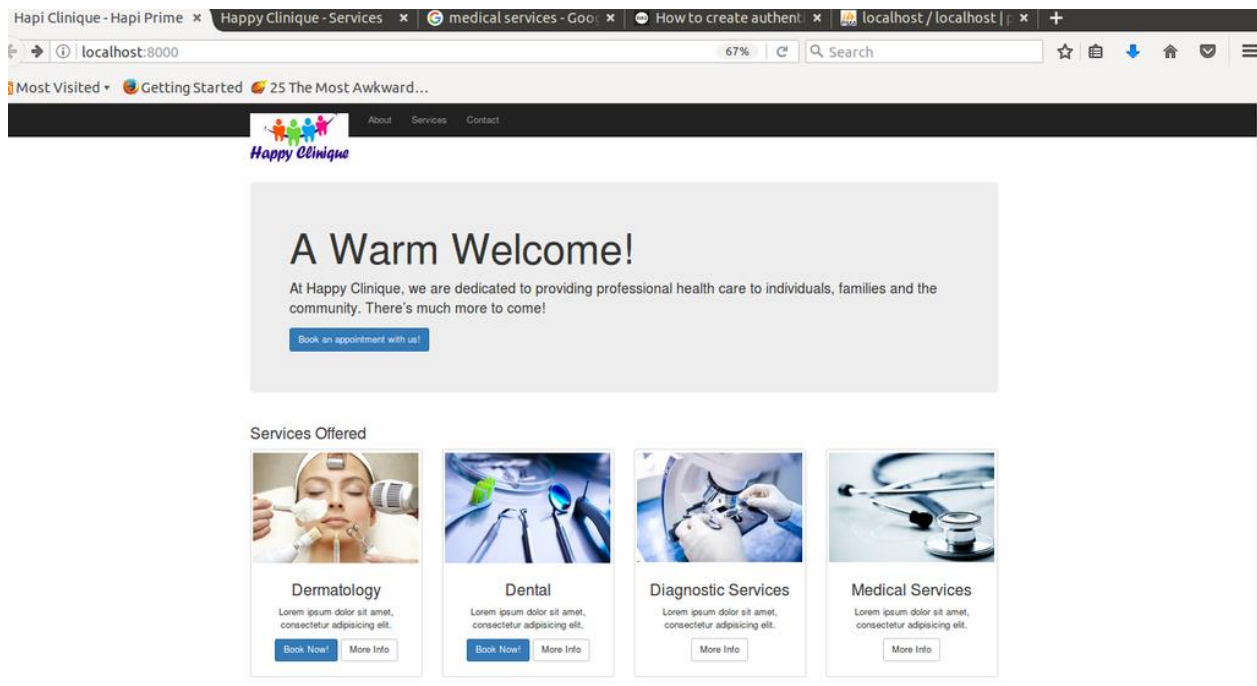 Hapi Clinique - Hapi Prime × Happy Clinique - Services × medical services - Goo × How to create authenti × localhost / localhost | p × +
localhost:8000 67% Search
Most Visited Getting Started 25 The Most Awkward...
Happy Clinique About Services Contact
A Warm Welcome!
At Happy Clinique, we are dedicated to providing professional health care to individuals, families and the
community. There's much more to come!
Book an appointment with us!
Services Offered
Dermatology Dental Diagnostic Services Medical Services
Lorem ipsum dolor sit amet, Lorem ipsum dolor sit amet, Lorem ipsum dolor sit amet, Lorem ipsum dolor sit amet,
consectetur adipisicing elit. consectetur adipisicing elit. consectetur adipisicing elit. consectetur adipisicing elit.
Book Now! More Info Book Now! More Info More Info More Info